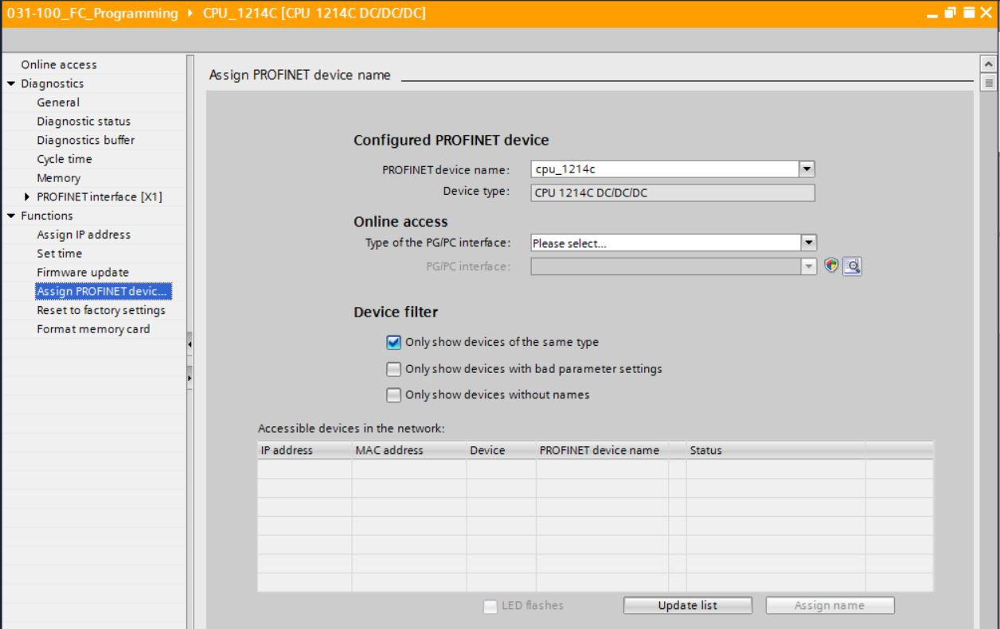 031-100_FC_Programming ▸ CPU_1214C [CPU 1214C DC/DC/DC]
Online access
Diagnostics
General
Diagnostic status
Diagnostics buffer
Cycle time
Memory
PROFINET interface [X1]
Functions
Assign IP address
Set time
Firmware update
Assign PROFINET devic...
Reset to factory settings
Format memory card
Assign PROFINET device name
Configured PROFINET device
PROFINET device name: cpu_1214c
Device type: CPU 1214C DC/DC/DC
Online access
Type of the PG/PC interface: Please select...
PG/PC interface:
Device filter
Only show devices of the same type
Only show devices with bad parameter settings
Only show devices without names
Accessible devices in the network:
IP address MAC address Device PROFINET device name Status
LED flashes Update list Assign name